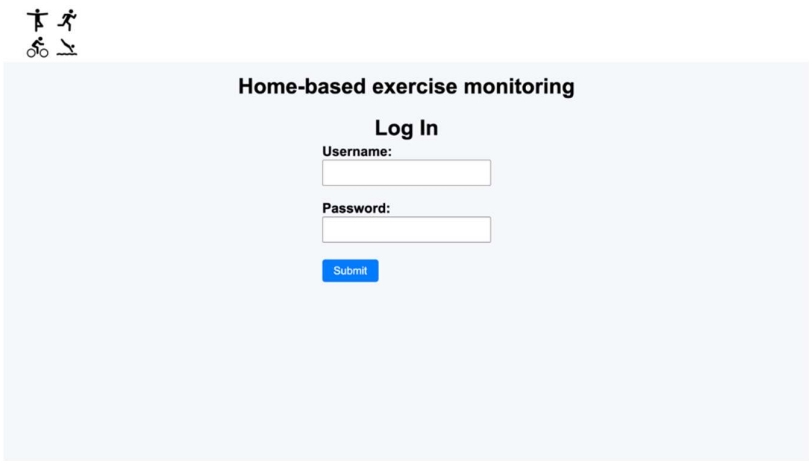 Home-based exercise monitoring
Log In
Username:
Password:
Submit